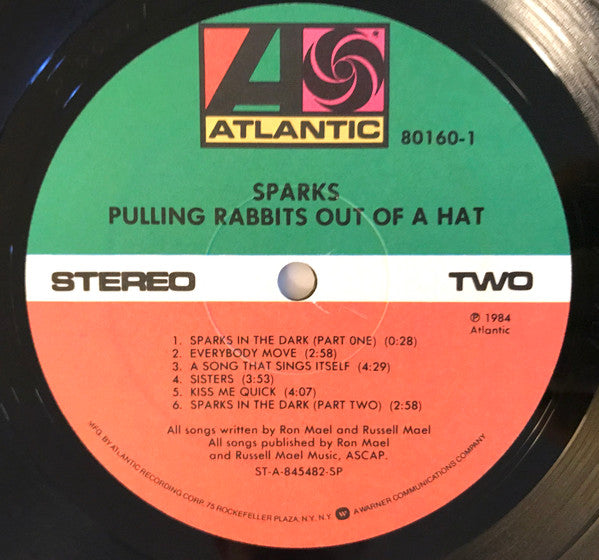 ATLANTIC
80160-1
SPARKS
PULLING RABBITS OUT OF A HAT
STEREO TWO
℗ 1984
Atlantic
1. SPARKS IN THE DARK (PART ONE) (0:28)
2. EVERYBODY MOVE (2:58)
3. A SONG THAT SINGS ITSELF (4:29)
4. SISTERS (3:53)
5. KISS ME QUICK (4:07)
6. SPARKS IN THE DARK (PART TWO) (2:58)
All songs written by Ron Mael and Russell Mael
All songs published by Ron Mael
and Russell Mael Music, ASCAP.
ST-A-845482-SP
MFG. BY ATLANTIC RECORDING CORP. 75 ROCKEFELLER PLAZA, N.Y. N.Y. W A WARNER COMMUNICATIONS COMPANY